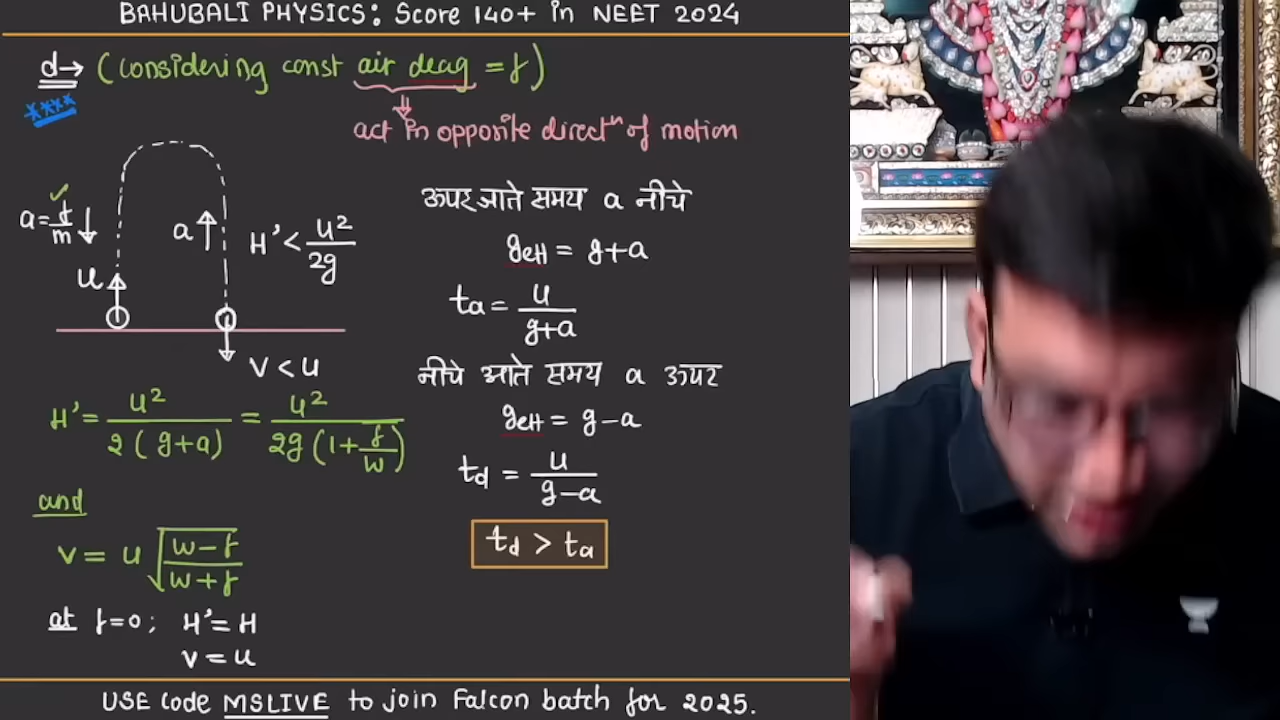 BAHUBALI PHYSICS: Score 140+ in NEET 2024
d→ (Considering const air deag = f)
****
act in opposite directⁿ of motion
a = f/m ↓
u
a ↑
H' < u²/2g
v < u
H' = u²/2(g+a) = u²/2g(1+f/w)
and
v = u √(w-f/w+f)
at f=0; H' = H
v = u
ऊपर जाते समय a नीचे
geff = g+a
ta = u/g+a
नीचे आते समय a ऊपर
geff = g-a
td = u/g-a
td > ta
USE Code MSLIVE to join Falcon batch for 2025.